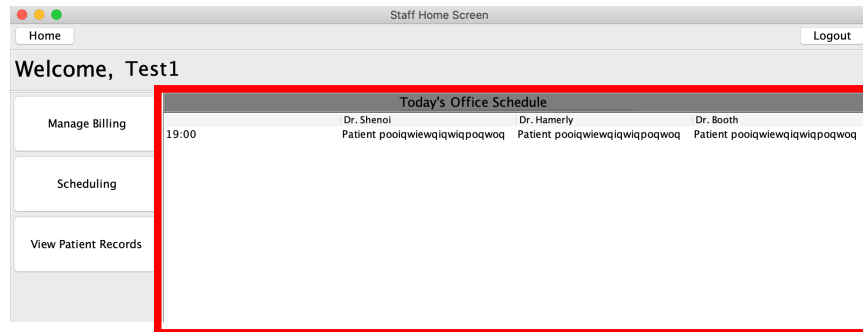 Staff Home Screen
Home Logout
Welcome, Test1
Today's Office Schedule
Manage Billing
Dr. Shenoi Dr. Hamerly Dr. Booth
19:00 Patient pooiqwiewqiqwiqpoqwoq Patient pooiqwiewqiqwiqpoqwoq Patient pooiqwiewqiqwiqpoqwoq
Scheduling
View Patient Records